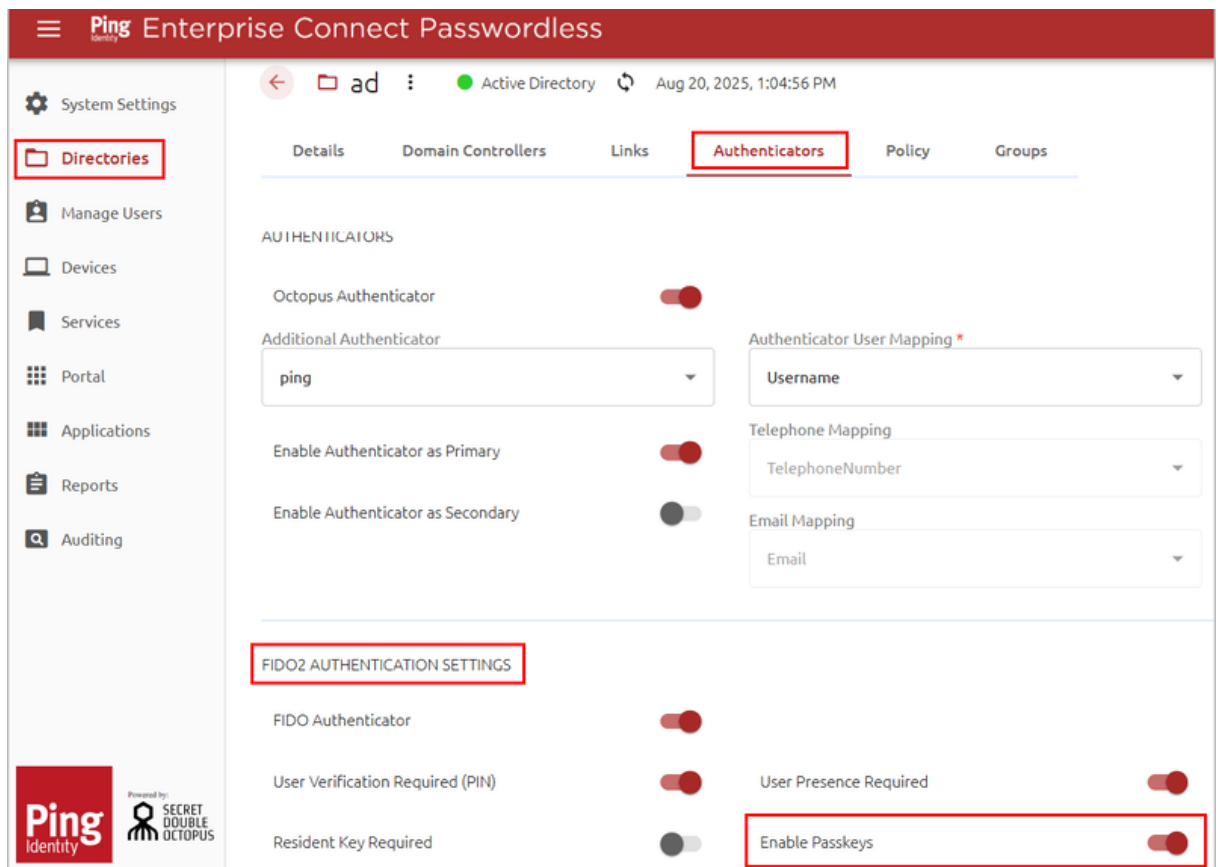 Ping Identity Enterprise Connect Passwordless
ad Active Directory Aug 20, 2025, 1:04:56 PM
System Settings
Directories
Manage Users
Devices
Services
Portal
Applications
Reports
Auditing
Details Domain Controllers Links Authenticators Policy Groups
AUTHENTICATORS
Octopus Authenticator
Additional Authenticator
ping
Authenticator User Mapping *
Username
Enable Authenticator as Primary
Telephone Mapping
TelephoneNumber
Enable Authenticator as Secondary
Email Mapping
Email
FIDO2 AUTHENTICATION SETTINGS
FIDO Authenticator
User Verification Required (PIN) User Presence Required
Resident Key Required Enable Passkeys
Ping
Identity
Powered by:
SECRET
DOUBLE
OCTOPUS